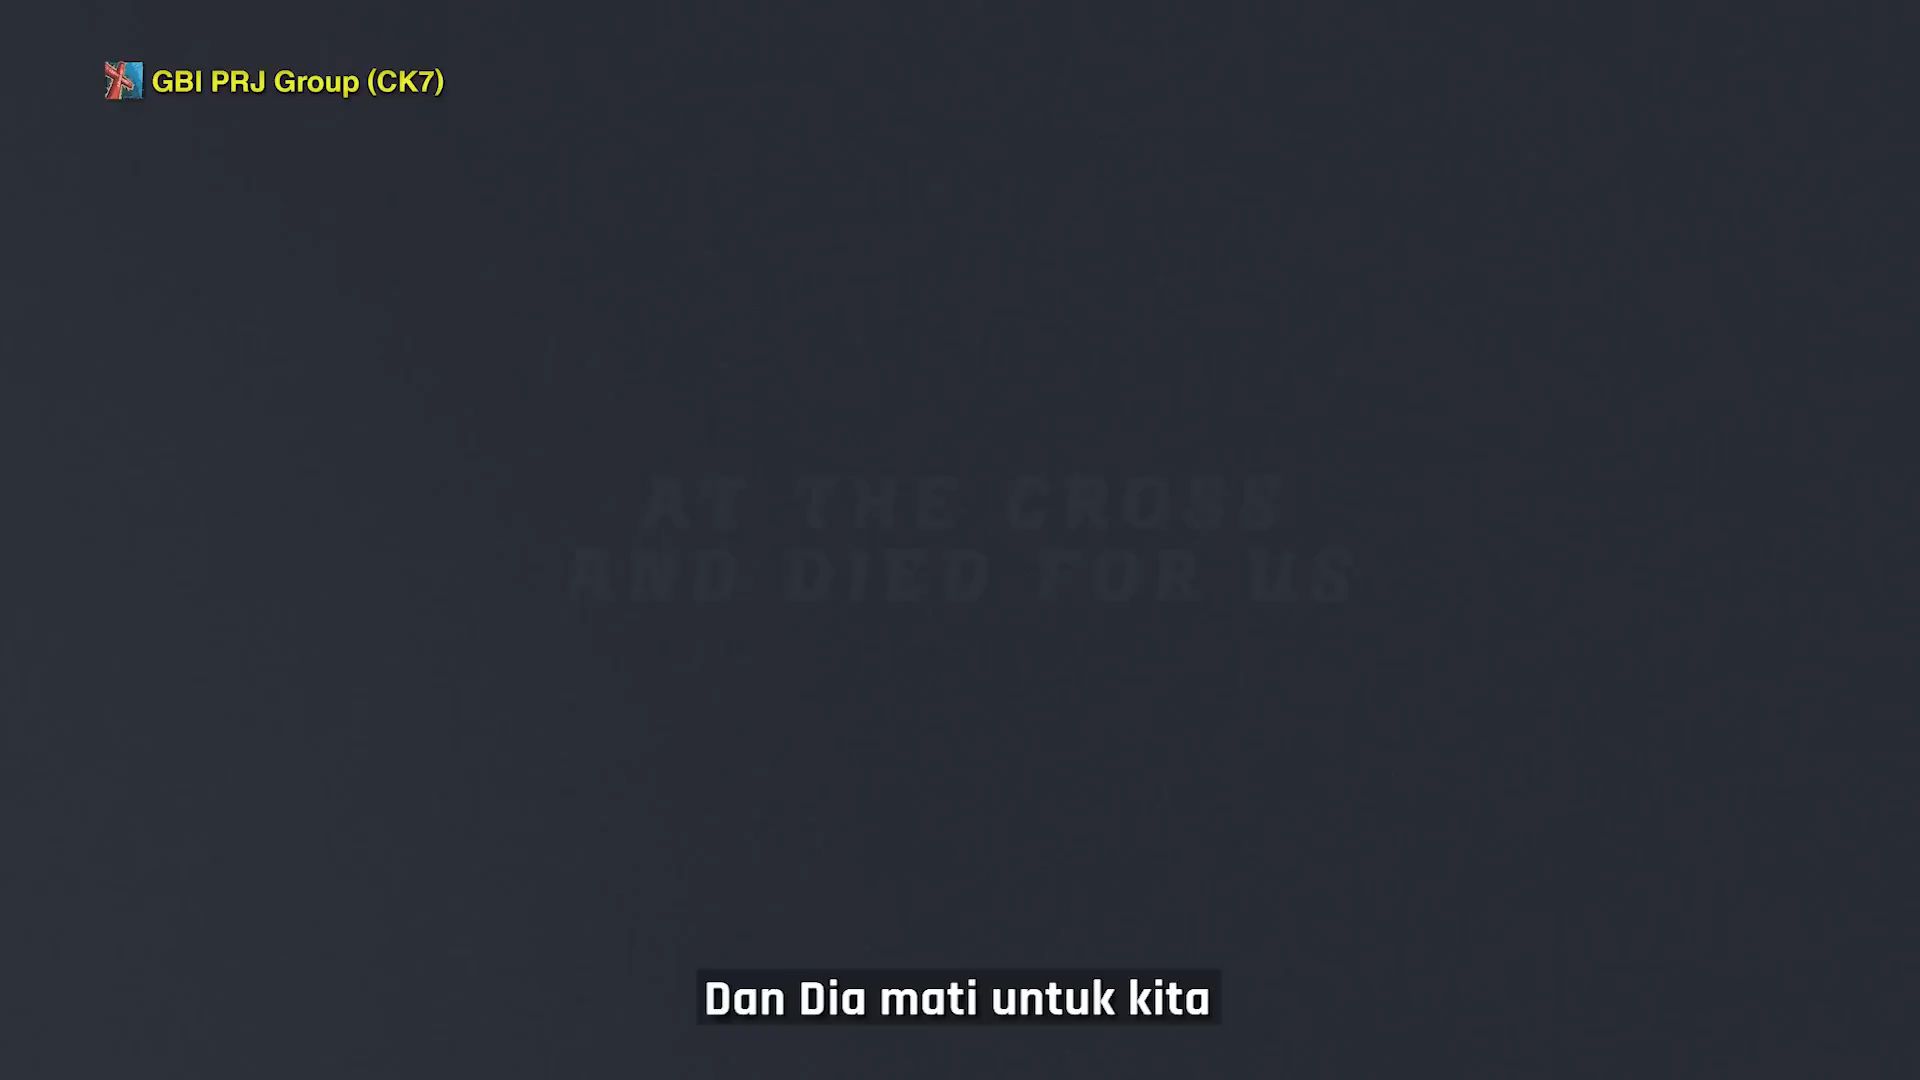 GBI PRJ Group (CK7)
AT THE CROSS
AND DIED FOR US
Dan Dia mati untuk kita